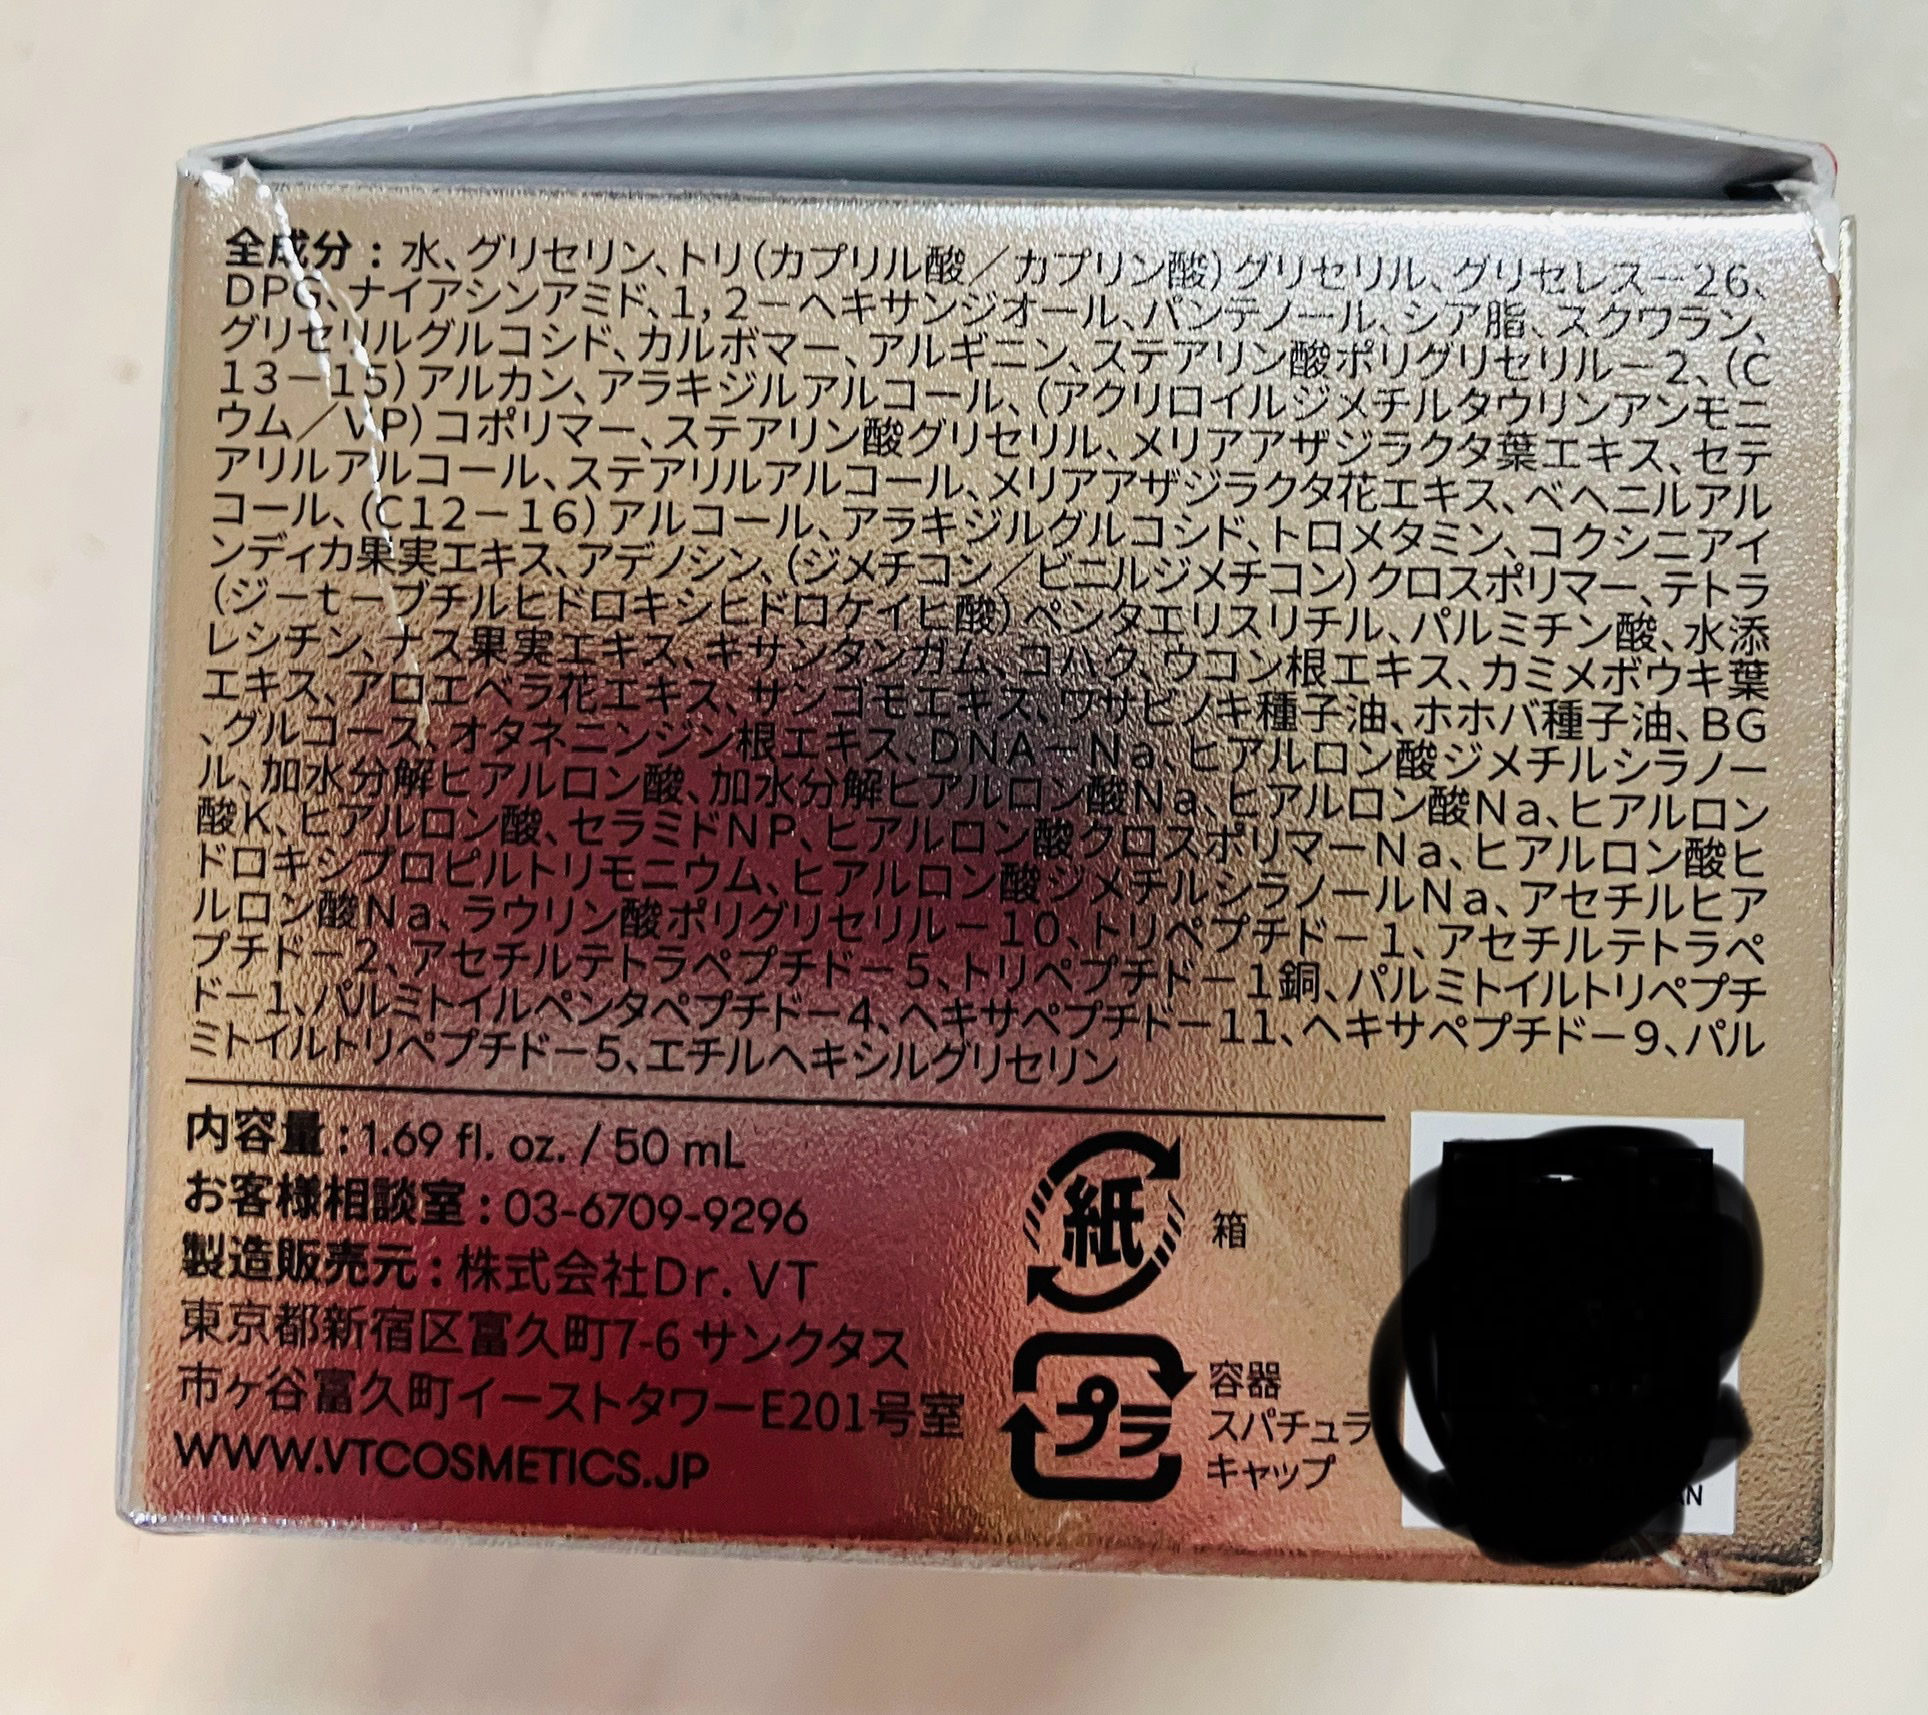 全成分：水、グリセリン、トリ(カプリル酸／カプリン酸)グリセリル、グリセレスー26、
DPG、ナイアシンアミド、1,2－ヘキサンジオール、パンテノール、シア脂、スクワラン、
グリセリルグルコシド、カルボマー、アルギニン、ステアリン酸ポリグリセリルー2、(C
13－15)アルカン、アラキジルアルコール、(アクリロイルジメチルタウリンアンモニ
ウム／VP)コポリマー、ステアリン酸グリセリル、メリアアザジラクタ葉エキス、セテ
アリルアルコール、ステアリルアルコール、メリアアザジラクタ花エキス、ベヘニルアル
コール、(C12－16)アルコール、アラキジルグルコシド、トロメタミン、コクシニアイ
ンディカ果実エキス、アデノシン、(ジメチコン／ビニルジメチコン)クロスポリマー、テトラ
(ジーtーブチルヒドロキシヒドロケイヒ酸)ペンタエリスリチル、パルミチン酸、水添
レシチン、ナス果実エキス、キサンタンガム、コハク、ウコン根エキス、カミメボウキ葉
エキス、アロエベラ花エキス、サンゴモエキス、ワサビノキ種子油、ホホバ種子油、BG
、グルコース、オタネニンジン根エキス、DNA－Na、ヒアルロン酸ジメチルシラノー
ル、加水分解ヒアルロン酸、加水分解ヒアルロン酸Na、ヒアルロン酸Na、ヒアルロン
酸K、ヒアルロン酸、セラミドNP、ヒアルロン酸クロスポリマーNa、ヒアルロン酸ヒ
ドロキシプロピルトリモニウム、ヒアルロン酸ジメチルシラノールNa、アセチルヒア
ルロン酸Na、ラウリン酸ポリグリセリルー10、トリペプチドー1、アセチルテトラペ
プチドー2、アセチルテトラペプチドー5、トリペプチドー1銅、パルミトイルトリペプチ
ドー1、パルミトイルペンタペプチドー4、ヘキサペプチドー11、ヘキサペプチドー9、パル
ミトイルトリペプチドー5、エチルヘキシルグリセリン
内容量：1.69 fl. oz. / 50 mL
お客様相談室：03-6709-9296
製造販売元：株式会社Dr.VT
東京都新宿区富久町7-6 サンクタス
市ヶ谷富久町イーストタワーE201号室
WWW.VTCOSMETICS.JP
紙
箱
プラ
容器
スパチュラ
キャップ